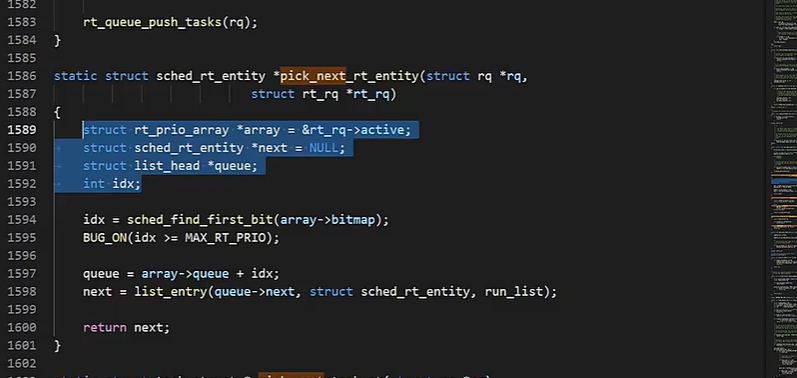 1582
1583 rt_queue_push_tasks(rq);
1584 }
1585
1586 static struct sched_rt_entity *pick_next_rt_entity(struct rq *rq,
1587 struct rt_rq *rt_rq)
1588 {
1589 struct rt_prio_array *array = &rt_rq->active;
1590 struct sched_rt_entity *next = NULL;
1591 struct list_head *queue;
1592 int idx;
1593
1594 idx = sched_find_first_bit(array->bitmap);
1595 BUG_ON(idx >= MAX_RT_PRIO);
1596
1597 queue = array->queue + idx;
1598 next = list_entry(queue->next, struct sched_rt_entity, run_list);
1599
1600 return next;
1601 }
1602